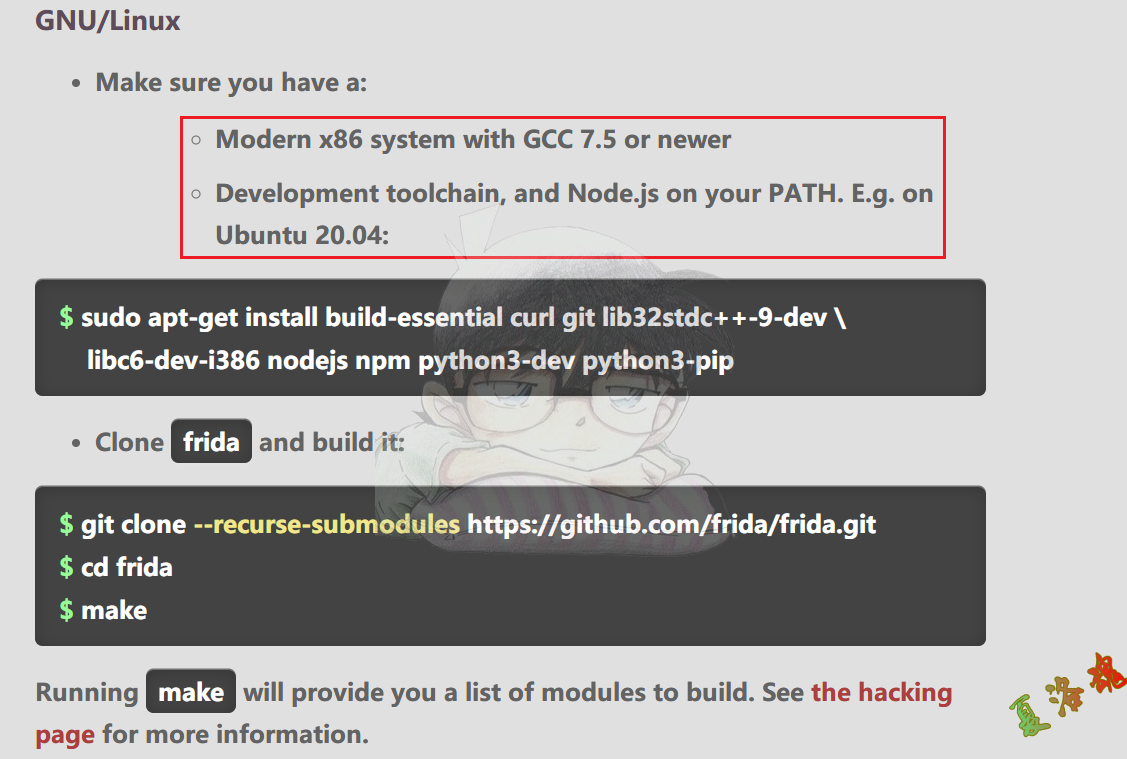 GNU/Linux
• Make sure you have a:
◦ Modern x86 system with GCC 7.5 or newer
◦ Development toolchain, and Node.js on your PATH. E.g. on
Ubuntu 20.04:
$ sudo apt-get install build-essential curl git lib32stdc++-9-dev \
libc6-dev-i386 nodejs npm python3-dev python3-pip
• Clone frida and build it:
$ git clone --recurse-submodules https://github.com/frida/frida.git
$ cd frida
$ make
Running make will provide you a list of modules to build. See the hacking
page for more information.